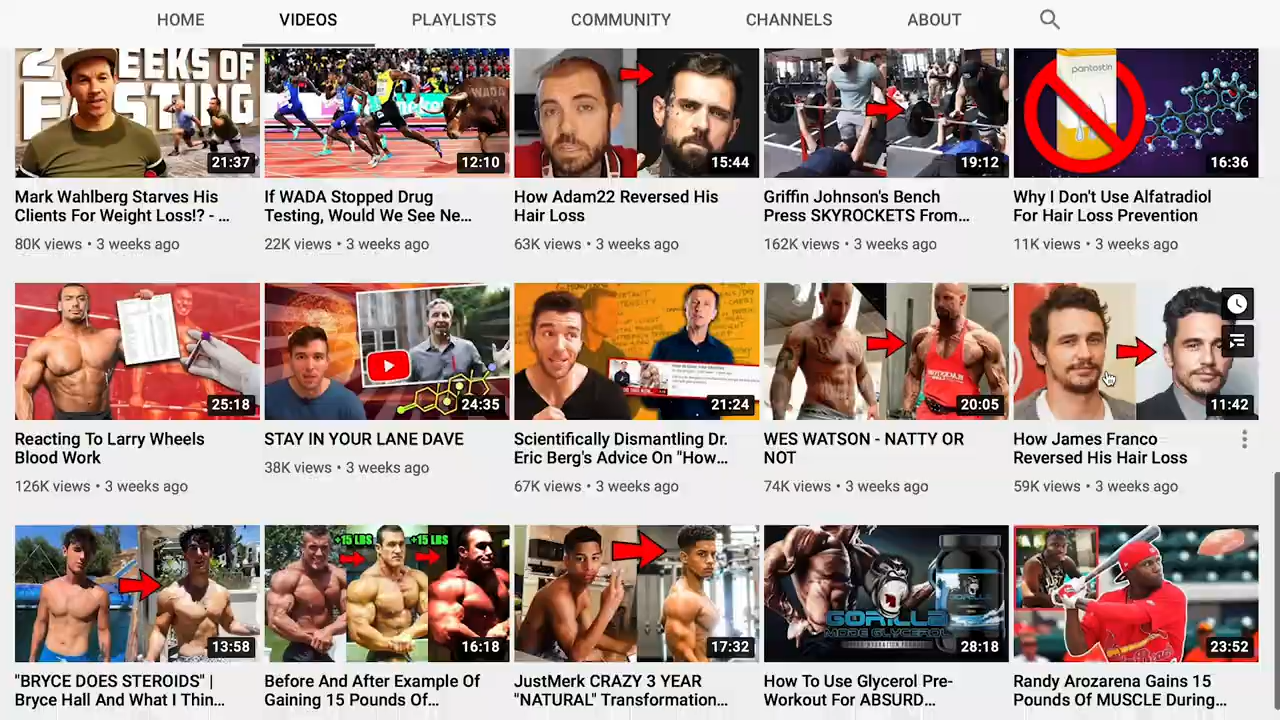 HOME VIDEOS PLAYLISTS COMMUNITY CHANNELS ABOUT
2 WEEKS OF
FASTING
WADA
pantostin
21:37 12:10 15:44 19:12 16:36
Mark Wahlberg Starves His
Clients For Weight Loss!? - ...
80K views • 3 weeks ago
If WADA Stopped Drug
Testing, Would We See Ne...
22K views • 3 weeks ago
How Adam22 Reversed His
Hair Loss
63K views • 3 weeks ago
Griffin Johnson's Bench
Press SKYROCKETS From...
162K views • 3 weeks ago
Why I Don't Use Alfatradiol
For Hair Loss Prevention
11K views • 3 weeks ago
25:18 24:35 21:24 20:05 11:42
Reacting To Larry Wheels
Blood Work
126K views • 3 weeks ago
STAY IN YOUR LANE DAVE
38K views • 3 weeks ago
Scientifically Dismantling Dr.
Eric Berg's Advice On "How...
67K views • 3 weeks ago
WES WATSON - NATTY OR
NOT
74K views • 3 weeks ago
How James Franco
Reversed His Hair Loss
59K views • 3 weeks ago
+15 LBS +15 LBS
GORILLA
MODE GLYCEROL
13:58 16:18 17:32 28:18 23:52
"BRYCE DOES STEROIDS" |
Bryce Hall And What I Thin...
Before And After Example Of
Gaining 15 Pounds Of...
JustMerk CRAZY 3 YEAR
"NATURAL" Transformation...
How To Use Glycerol Pre-
Workout For ABSURD...
Randy Arozarena Gains 15
Pounds Of MUSCLE During...